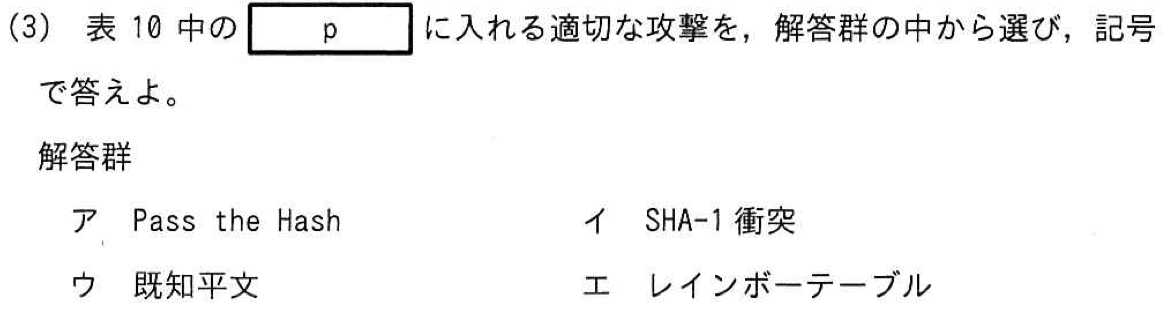 (3) 表 10 中の p に入れる適切な攻撃を，解答群の中から選び，記号
で答えよ。
解答群
ア Pass the Hash イ SHA-1 衝突
ウ 既知平文 エ レインボーテーブル